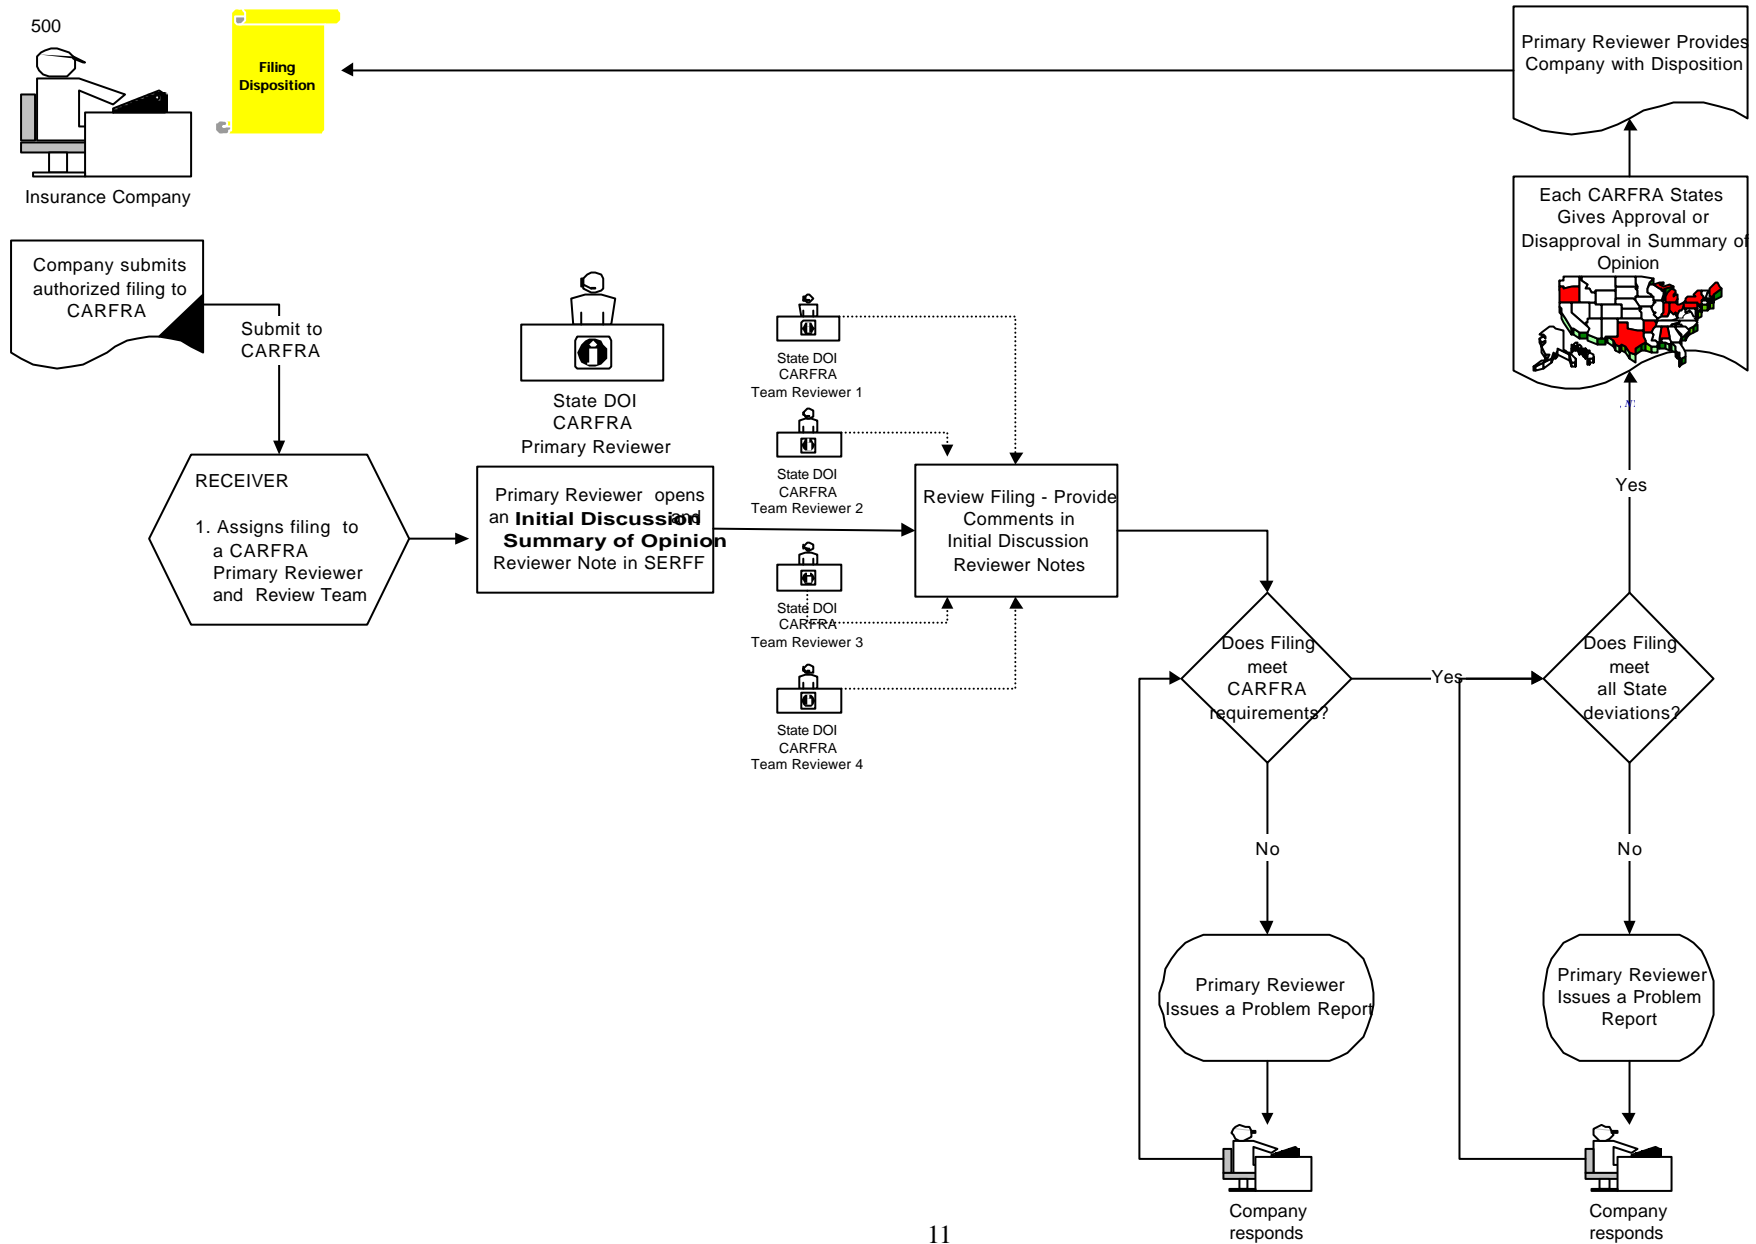 500
Filing
Disposition
Insurance Company
Primary Reviewer Provides
Company with Disposition
Each CARFRA States
Gives Approval or
Disapproval in Summary of
Opinion
Company submits
authorized filing to
CARFRA
Submit to
CARFRA
RECEIVER
1. Assigns filing to
a CARFRA
Primary Reviewer
and Review Team
State DOI
CARFRA
Primary Reviewer
Primary Reviewer opens
an Initial Discussion and
Summary of Opinion
Reviewer Note in SERFF
State DOI
CARFRA
Team Reviewer 1
State DOI
CARFRA
Team Reviewer 2
State DOI
CARFRA
Team Reviewer 3
State DOI
CARFRA
Team Reviewer 4
Review Filing - Provide
Comments in
Initial Discussion
Reviewer Notes
Does Filing
meet
CARFRA
requirements?
Yes
No
Primary Reviewer
Issues a Problem Report
Company
responds
Does Filing
meet
all State
deviations?
Yes
No
Primary Reviewer
Issues a Problem
Report
Company
responds
11